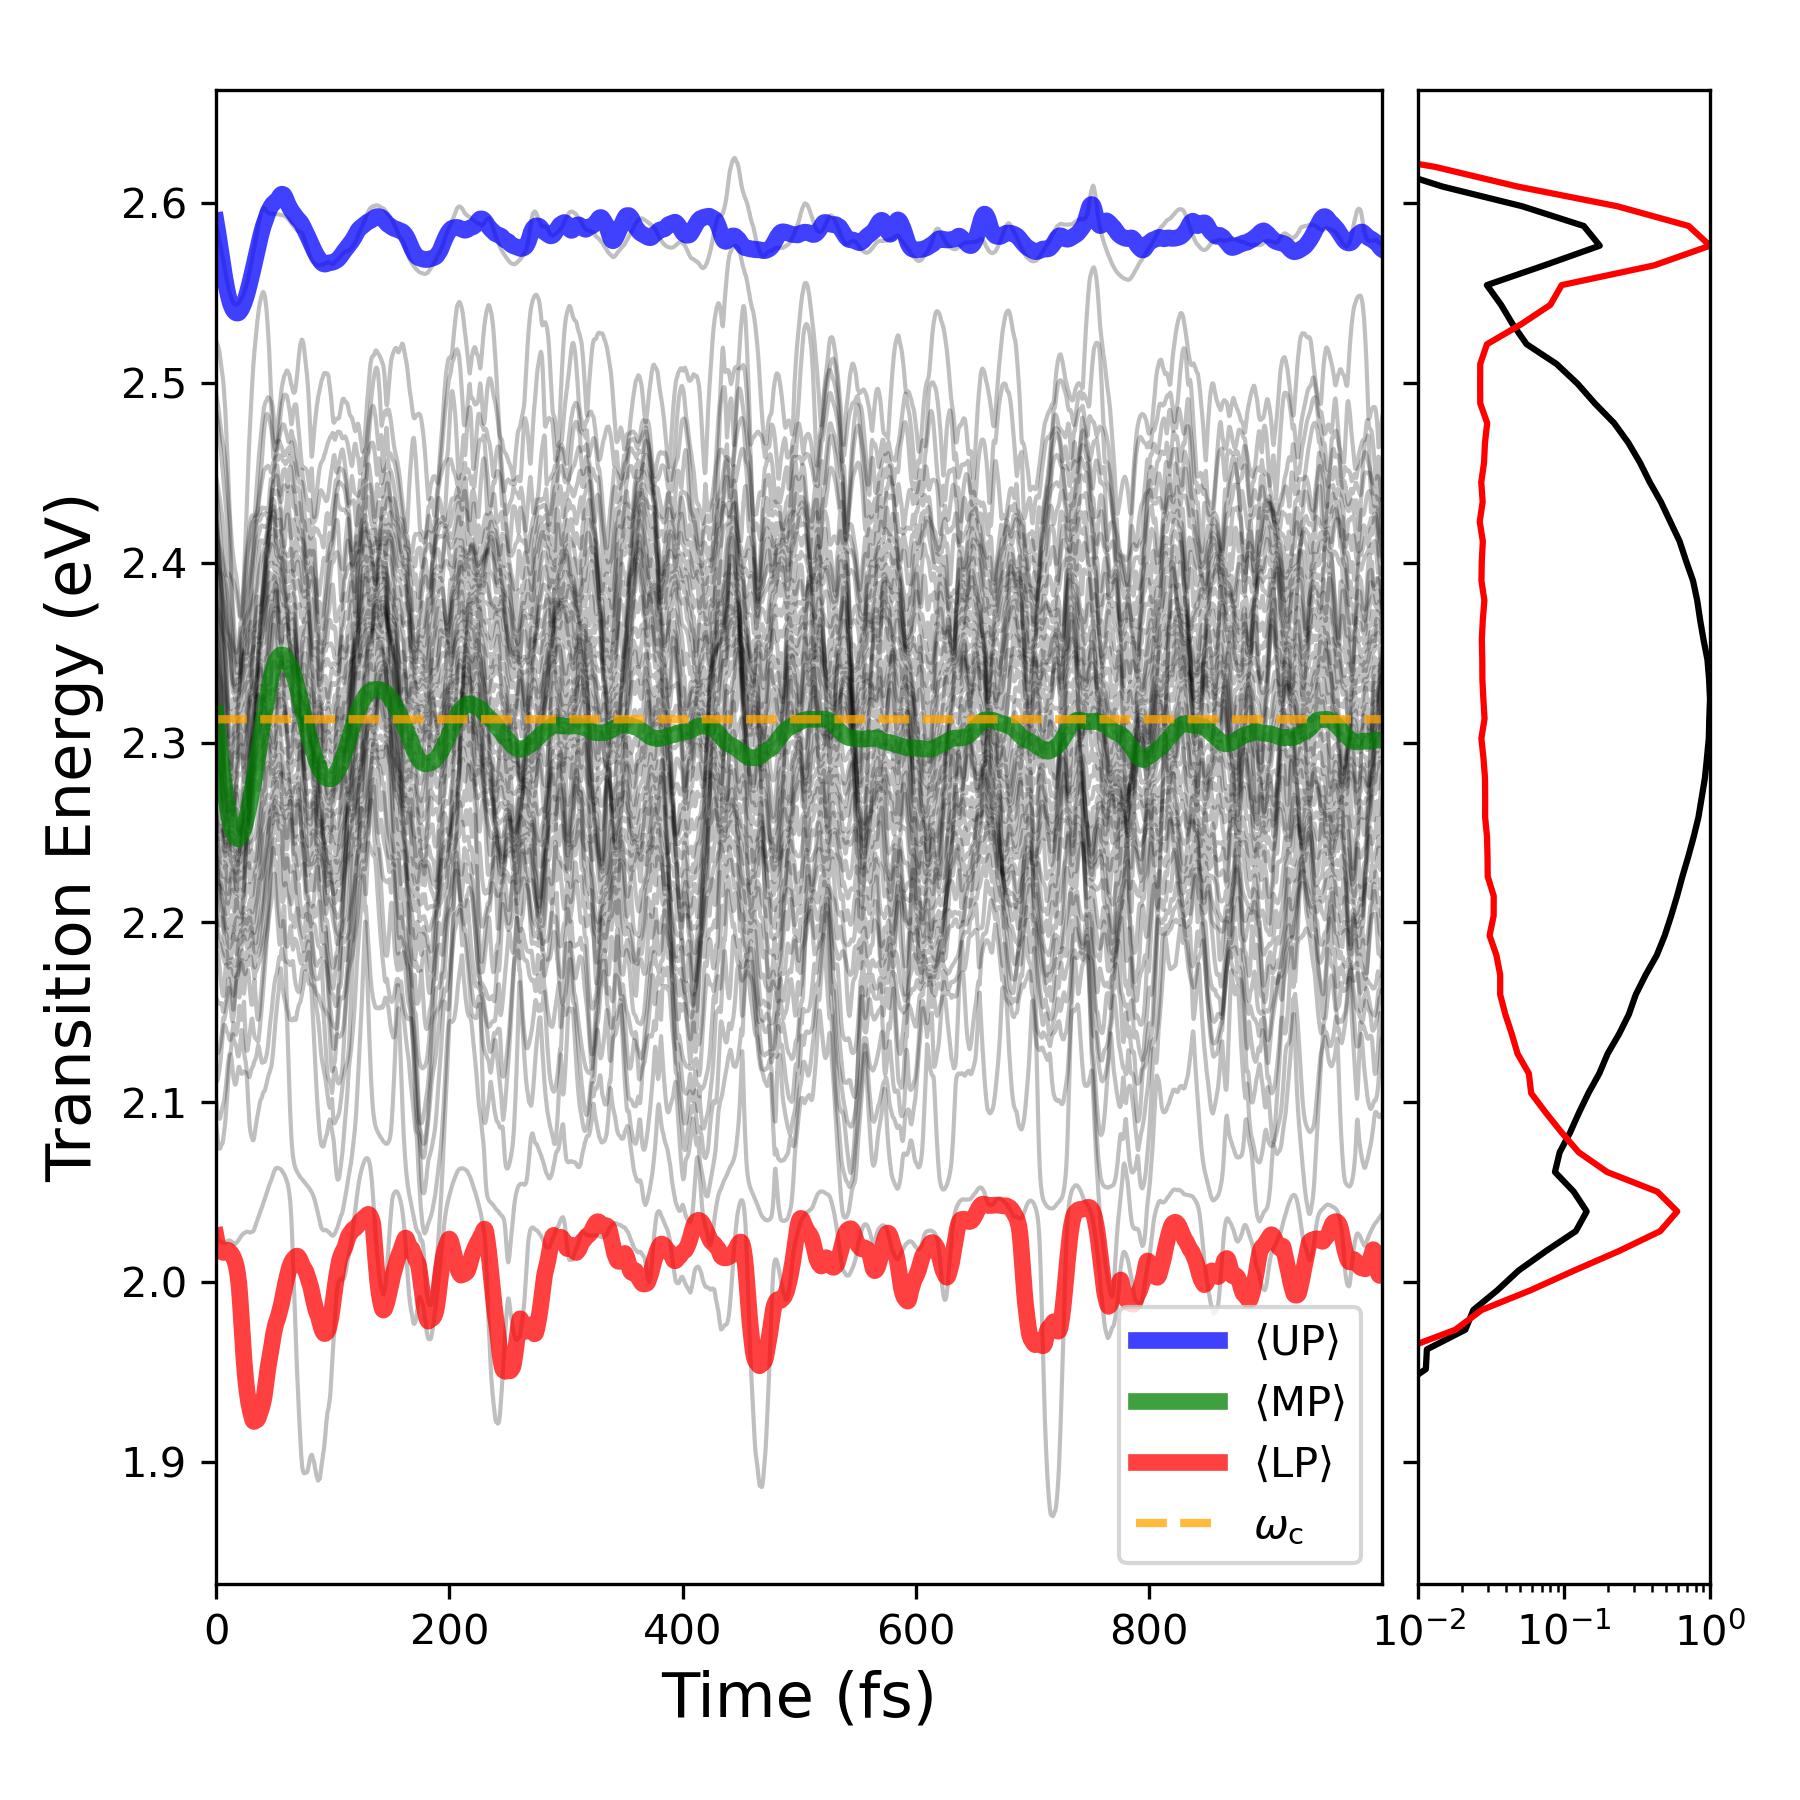 Transition Energy (eV)
2.6
2.5
2.4
2.3
2.2
2.1
2.0
1.9
⟨UP⟩
⟨MP⟩
⟨LP⟩
ω_c
0 200 400 600 800
10⁻² 10⁻¹ 10⁰
Time (fs)